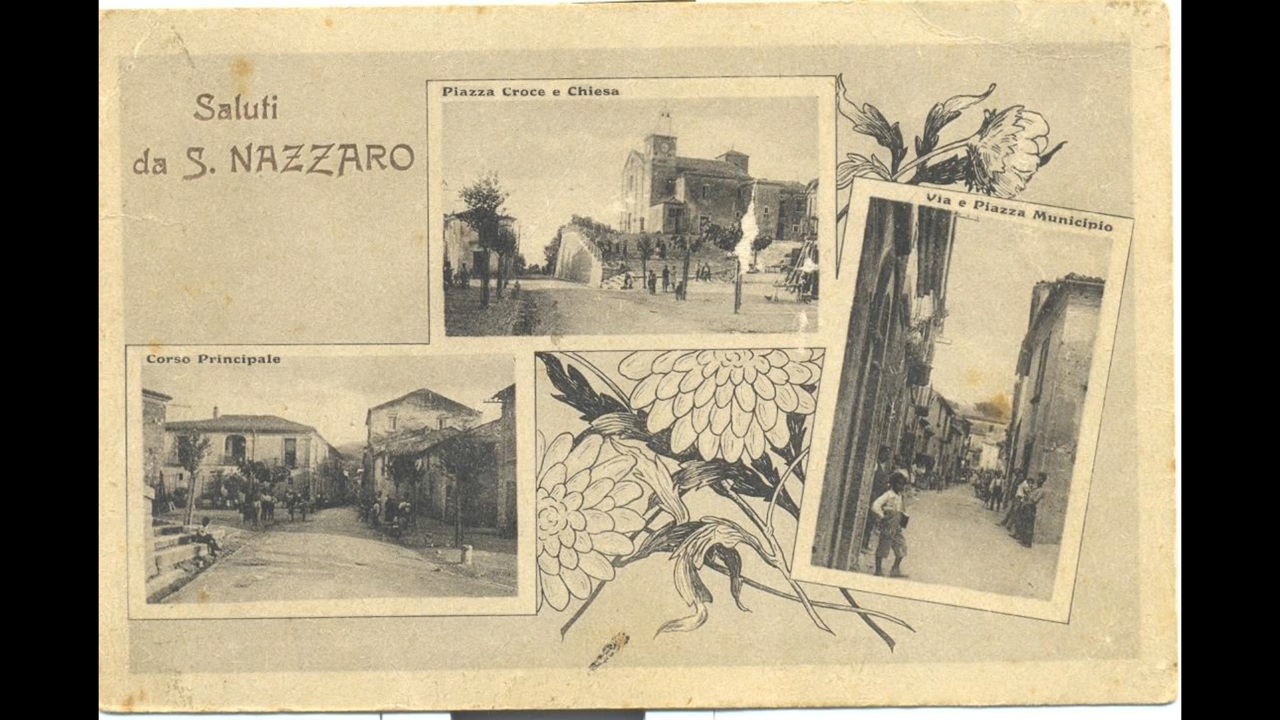 Saluti
da S. NAZZARO
Piazza Croce e Chiesa
Via e Piazza Municipio
Corso Principale